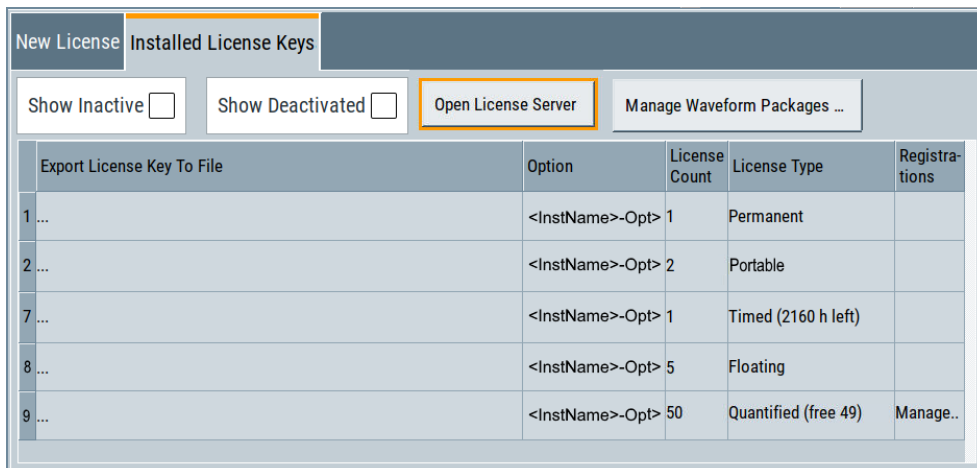 New License Installed License Keys
Show Inactive Show Deactivated Open License Server Manage Waveform Packages ...
Export License Key To File Option License Count License Type Registra-tions
1 ... <InstName>-Opt> 1 Permanent
2 ... <InstName>-Opt> 2 Portable
7 ... <InstName>-Opt> 1 Timed (2160 h left)
8 ... <InstName>-Opt> 5 Floating
9 ... <InstName>-Opt> 50 Quantified (free 49) Manage..